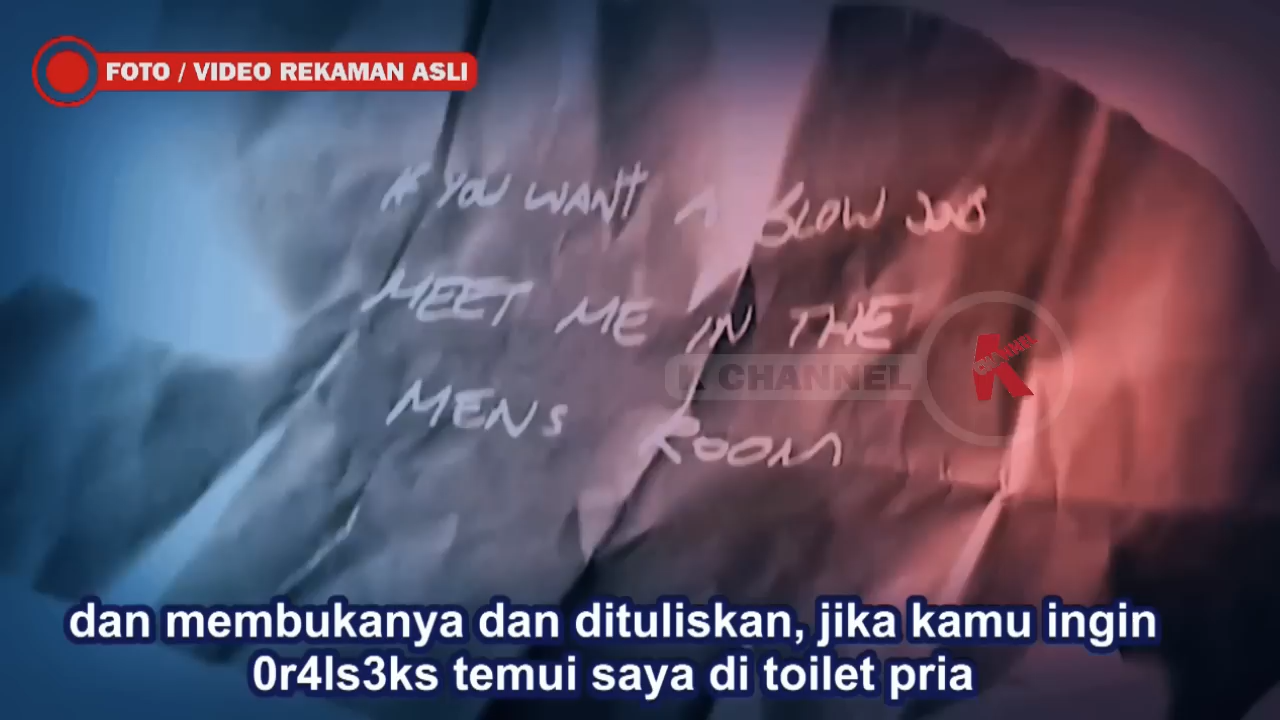 FOTO / VIDEO REKAMAN ASLI
IF YOU WANT A BLOW JOB
MEET ME IN THE
MENS ROOM
K CHANNEL
K CHANNEL
dan membukanya dan dituliskan, jika kamu ingin
0r4ls3ks temui saya di toilet pria